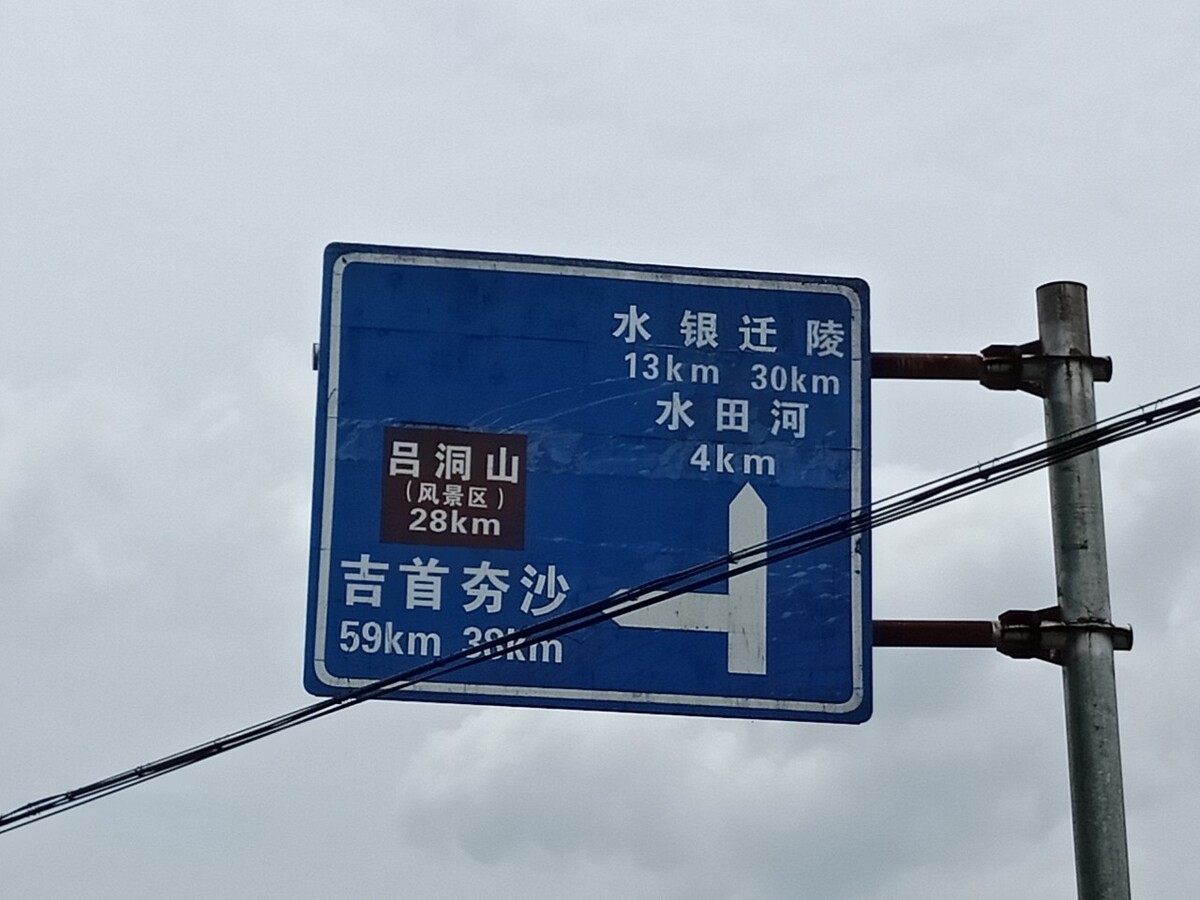 水银 迁陵
13km 30km
水田河
4km
吕洞山
（风景区）
28km
吉首 夯沙
59km 38km